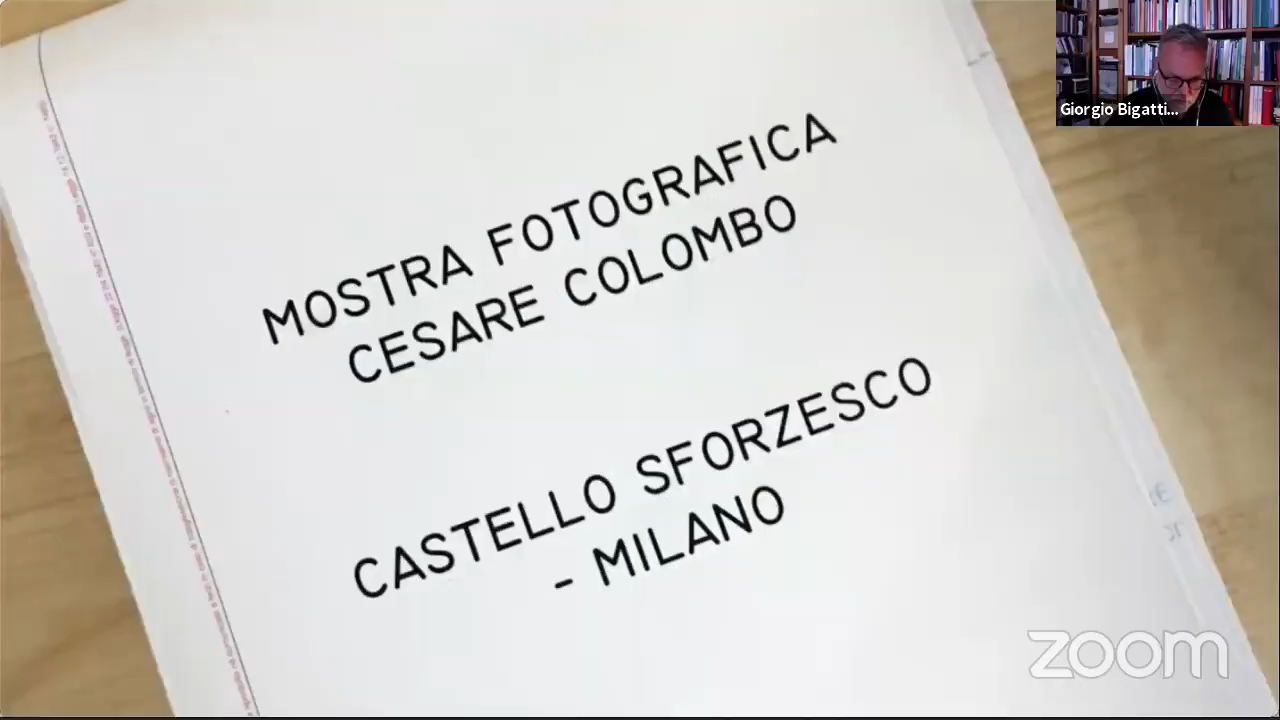 Giorgio Bigatti...
MOSTRA FOTOGRAFICA
CESARE COLOMBO
CASTELLO SFORZESCO
- MILANO
zoom